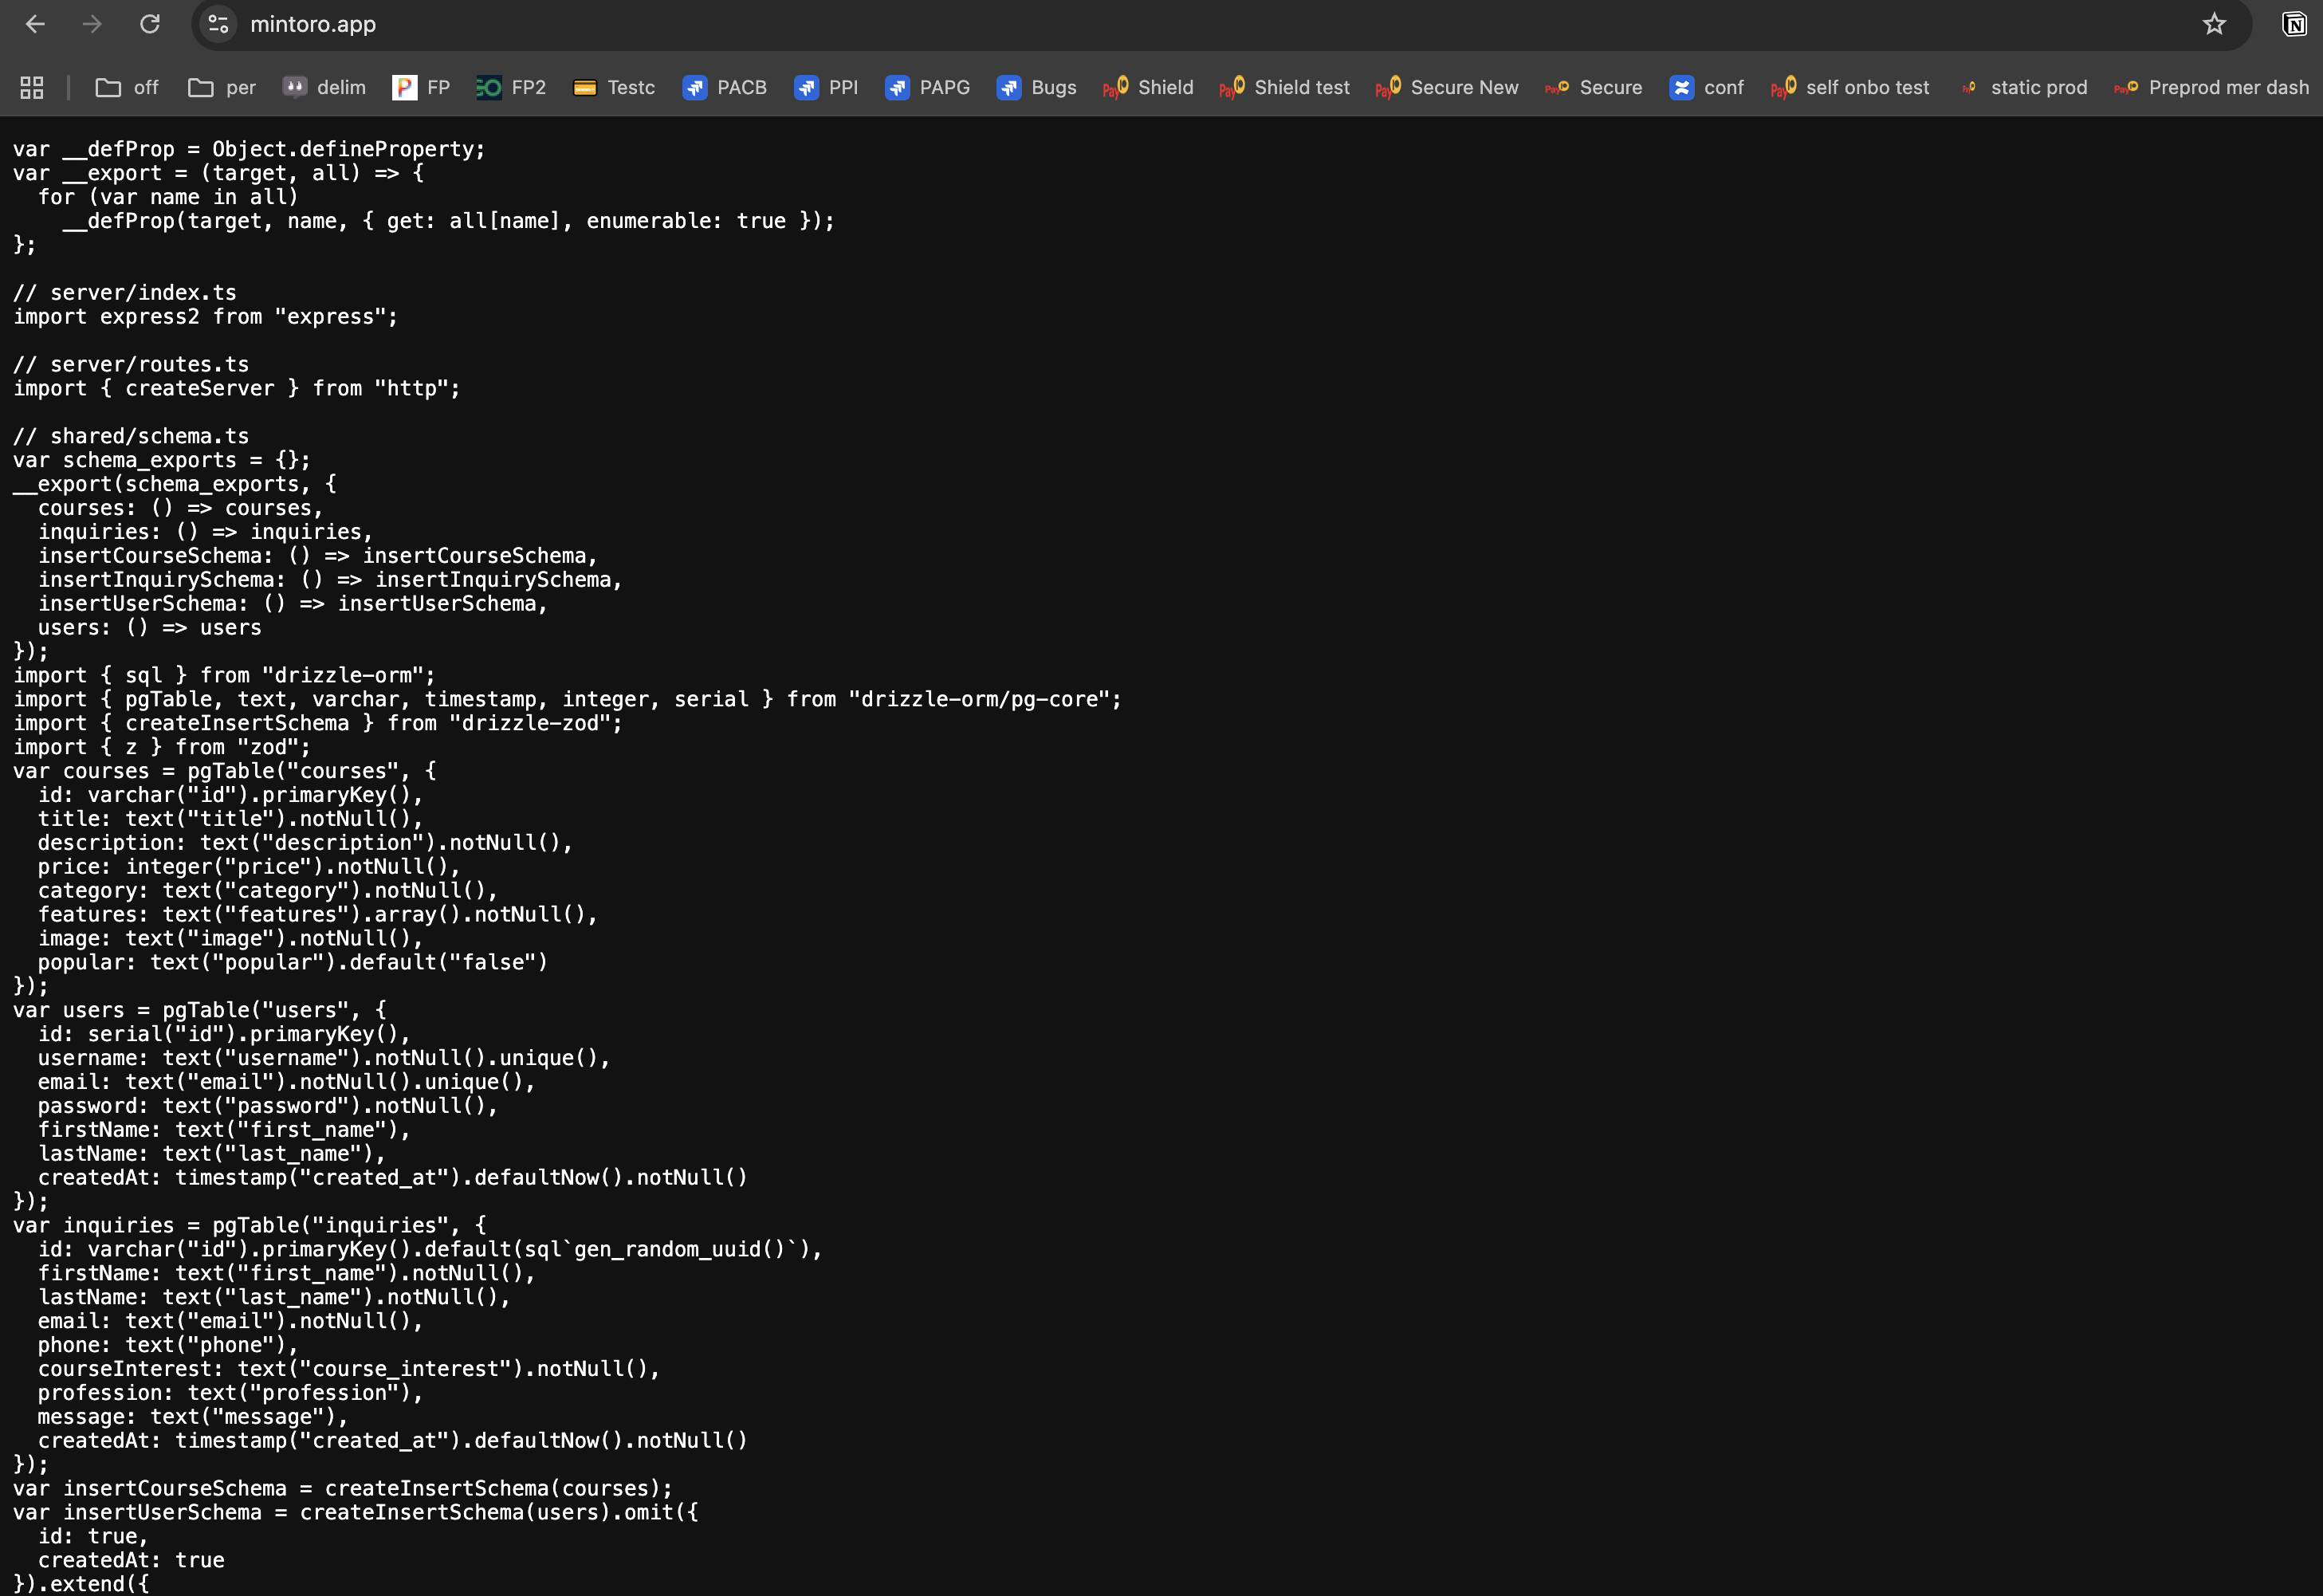 mintoro.app
off per delim FP FP2 Testc PACB PPI PAPG Bugs Shield Shield test Secure New Secure conf self onbo test static prod Preprod mer dash
var __defProp = Object.defineProperty;
var __export = (target, all) => {
  for (var name in all)
    __defProp(target, name, { get: all[name], enumerable: true });
};

// server/index.ts
import express2 from "express";

// server/routes.ts
import { createServer } from "http";

// shared/schema.ts
var schema_exports = {};
__export(schema_exports, {
  courses: () => courses,
  inquiries: () => inquiries,
  insertCourseSchema: () => insertCourseSchema,
  insertInquirySchema: () => insertInquirySchema,
  insertUserSchema: () => insertUserSchema,
  users: () => users
});
import { sql } from "drizzle-orm";
import { pgTable, text, varchar, timestamp, integer, serial } from "drizzle-orm/pg-core";
import { createInsertSchema } from "drizzle-zod";
import { z } from "zod";
var courses = pgTable("courses", {
  id: varchar("id").primaryKey(),
  title: text("title").notNull(),
  description: text("description").notNull(),
  price: integer("price").notNull(),
  category: text("category").notNull(),
  features: text("features").array().notNull(),
  image: text("image").notNull(),
  popular: text("popular").default("false")
});
var users = pgTable("users", {
  id: serial("id").primaryKey(),
  username: text("username").notNull().unique(),
  email: text("email").notNull().unique(),
  password: text("password").notNull(),
  firstName: text("first_name"),
  lastName: text("last_name"),
  createdAt: timestamp("created_at").defaultNow().notNull()
});
var inquiries = pgTable("inquiries", {
  id: varchar("id").primaryKey().default(sql`gen_random_uuid()`),
  firstName: text("first_name").notNull(),
  lastName: text("last_name").notNull(),
  email: text("email").notNull(),
  phone: text("phone"),
  courseInterest: text("course_interest").notNull(),
  profession: text("profession"),
  message: text("message"),
  createdAt: timestamp("created_at").defaultNow().notNull()
});
var insertCourseSchema = createInsertSchema(courses);
var insertUserSchema = createInsertSchema(users).omit({
  id: true,
  createdAt: true
}).extend({